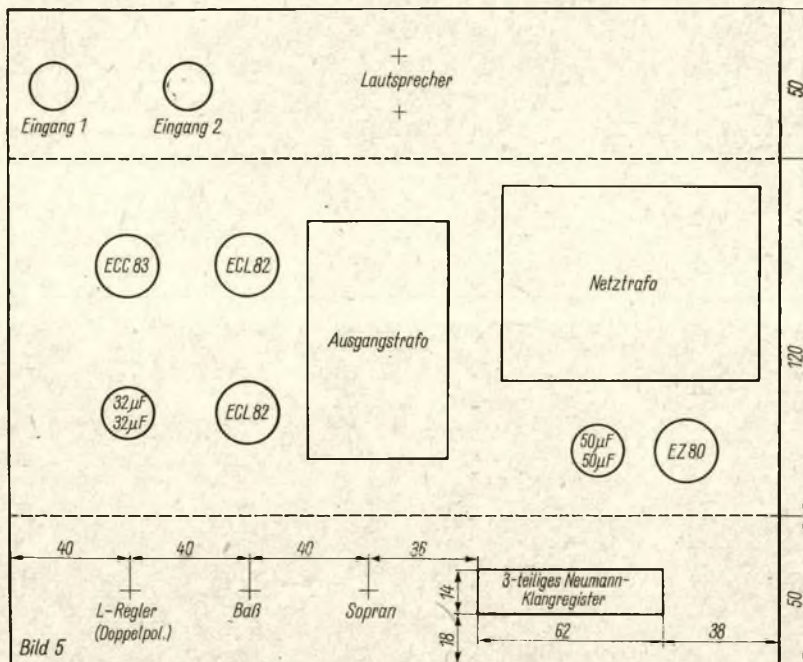 Eingang 1
Eingang 2
Lautsprecher
50
ECC 83
ECL 82
Ausgangstrafo
Netztrafo
120
32µF
32µF
ECL 82
50µF
50µF
EZ 80
40
40
40
36
14
3-teiliges Neumann-
Klangregister
L-Regler
(Doppelpol.)
Baß
Sopran
18
62
38
50
Bild 5